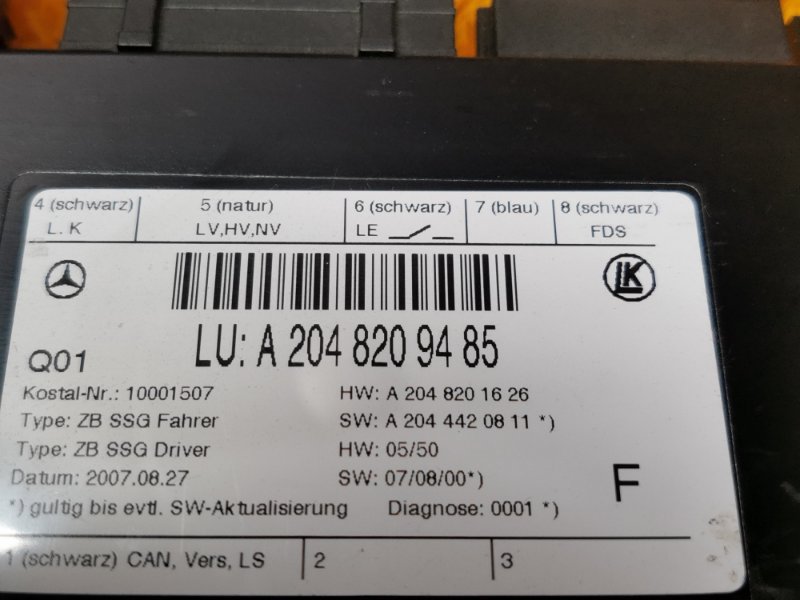 4 (schwarz) 5 (natur) 6 (schwarz) 7 (blau) 8 (schwarz)
L. K LV,HV,NV LE FDS
LK
LU: A 204 820 94 85
Q01
Kostal-Nr.: 10001507 HW: A 204 820 16 26
Type: ZB SSG Fahrer SW: A 204 442 08 11 *)
Type: ZB SSG Driver HW: 05/50
Datum: 2007.08.27 SW: 07/08/00*)
F
*) gultig bis evtl. SW-Aktualisierung Diagnose: 0001 *)
1 (schwarz) CAN, Vers, LS 2 3